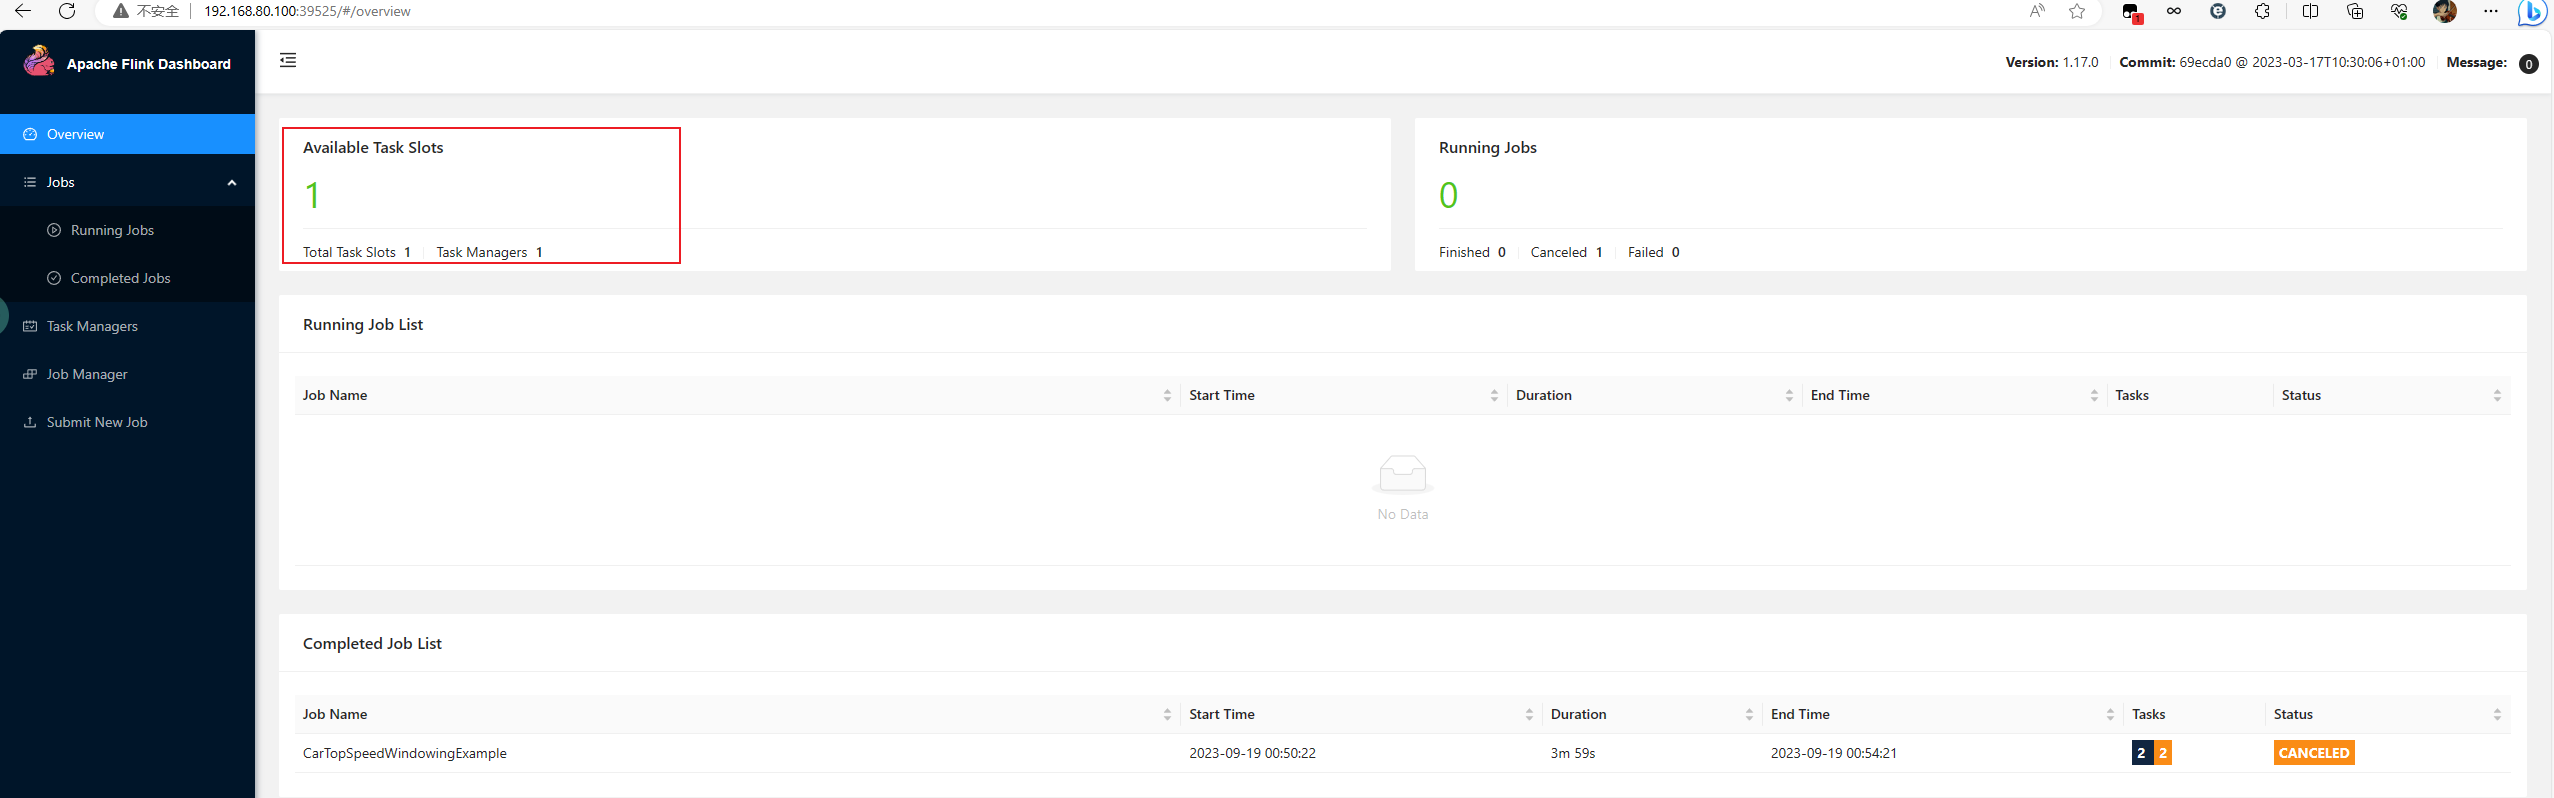 不安全 192.168.80.100:39525/#/overview
1
Apache Flink Dashboard
Version: 1.17.0 Commit: 69ecda0 @ 2023-03-17T10:30:06+01:00 Message: 0
Overview
Jobs
Running Jobs
Completed Jobs
Task Managers
Job Manager
Submit New Job
Available Task Slots
1
Total Task Slots 1 Task Managers 1
Running Jobs
0
Finished 0 Canceled 1 Failed 0
Running Job List
Job Name Start Time Duration End Time Tasks Status
No Data
Completed Job List
Job Name Start Time Duration End Time Tasks Status
CarTopSpeedWindowingExample 2023-09-19 00:50:22 3m 59s 2023-09-19 00:54:21 2 2 CANCELED